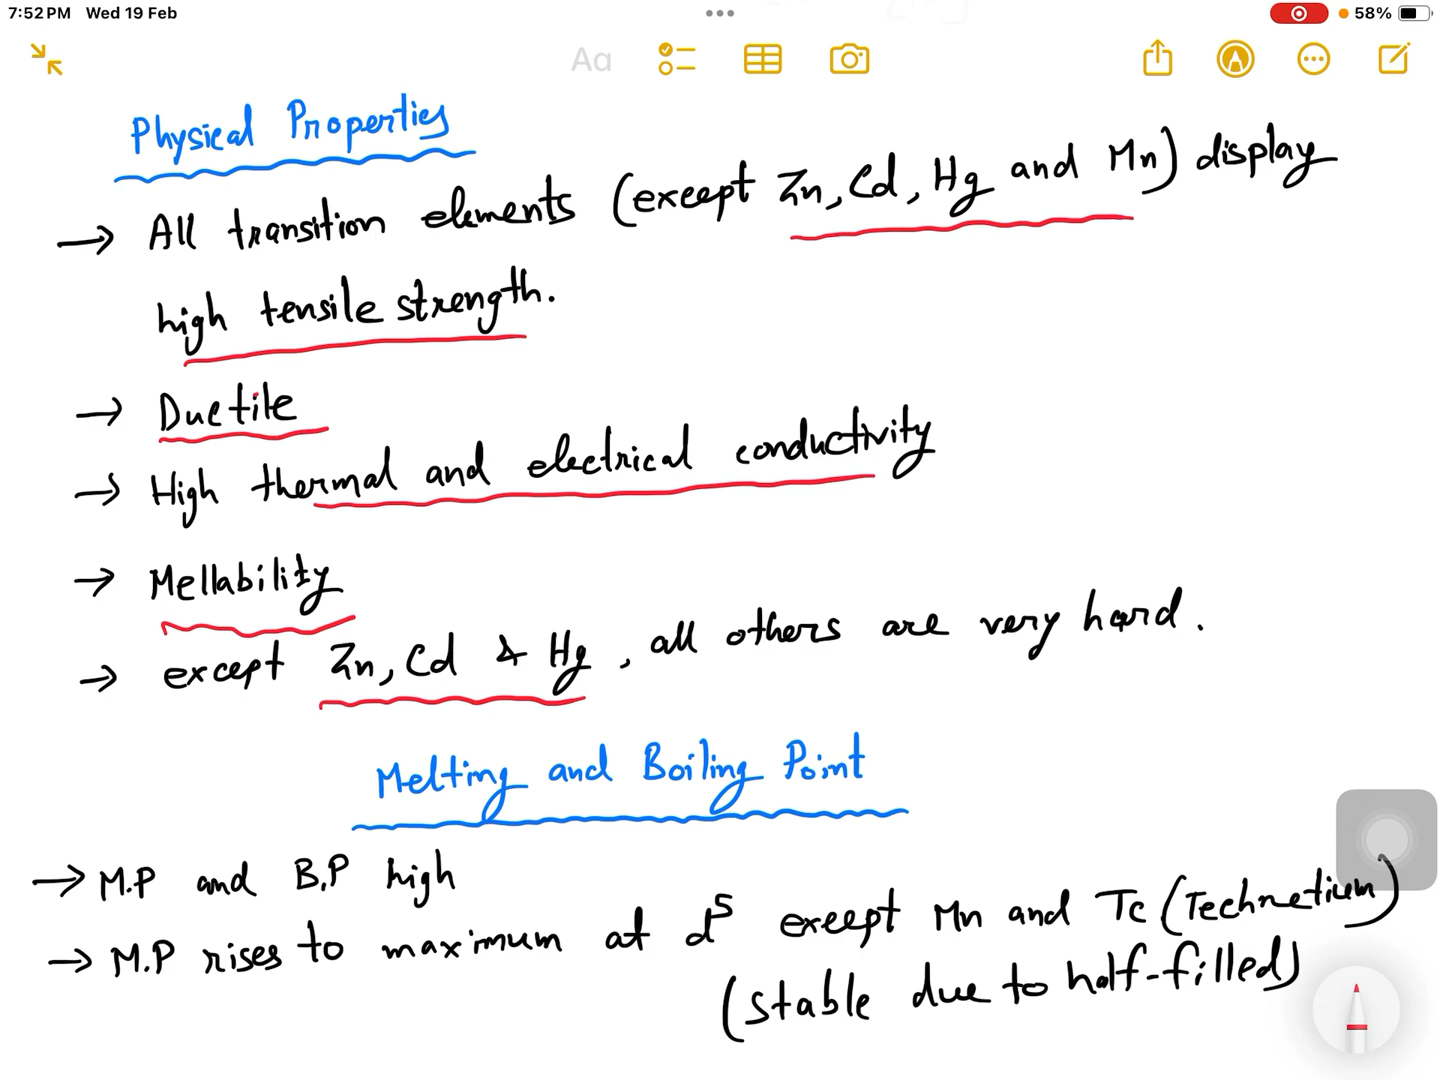 7:52 PM Wed 19 Feb
58%
Aa
Physical Properties
→ All transition elements (except Zn, Cd, Hg and Mn) display
high tensile strength.
→ Ductile
→ High thermal and electrical conductivity
→ Mellability
→ except Zn, Cd & Hg, all others are very hard.
Melting and Boiling Point
→ M.P and B.P high
→ M.P rises to maximum at d⁵ except Mn and Tc (Technetium)
(stable due to half-filled)